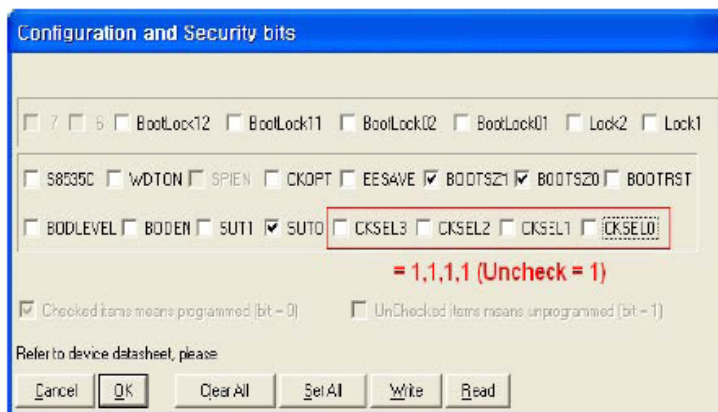 Configuration and Security bits
7 6 BootLock12 BootLock11 BootLock02 BootLock01 Lock2 Lock1
S8535C WDTON SPIEN CKOPT EESAVE BOOTSZ1 BOOTSZ0 BOOTRST
BODLEVEL BODEN SUT1 SUT0 CKSEL3 CKSEL2 CKSEL1 CKSEL0
= 1,1,1,1 (Uncheck = 1)
Checked items means programmed (bit = 0) UnChecked items means unprogrammed (bit = 1)
Refer to device datasheet, please
Cancel OK Clear All Set All Write Read